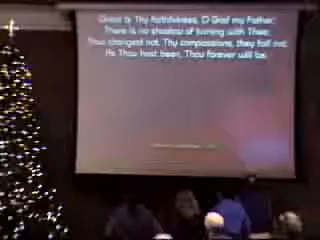 Great is Thy faithfulness, O God my Father;
There is no shadow of turning with Thee;
Thou changest not, Thy compassions, they fail not;
As Thou hast been, Thou forever will be.